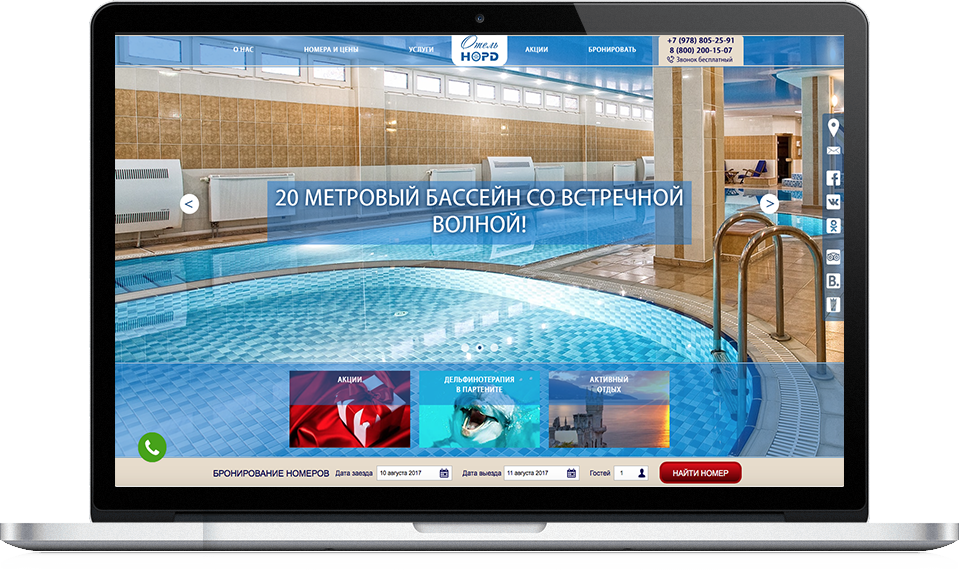 О НАС
НОМЕРА И ЦЕНЫ
УСЛУГИ
Отель
НОРД
АКЦИИ
БРОНИРОВАТЬ
+7 (978) 805-25-91
8 (800) 200-15-07
Звонок бесплатный
<
20 МЕТРОВЫЙ БАССЕЙН СО ВСТРЕЧНОЙ
ВОЛНОЙ!
>
B.
АКЦИИ
ДЕЛЬФИНОТЕРАПИЯ
В ПАРТЕНИТЕ
АКТИВНЫЙ
ОТДЫХ
БРОНИРОВАНИЕ НОМЕРОВ Дата заезда 10 августа 2017 Дата выезда 11 августа 2017 Гостей 1 НАЙТИ НОМЕР